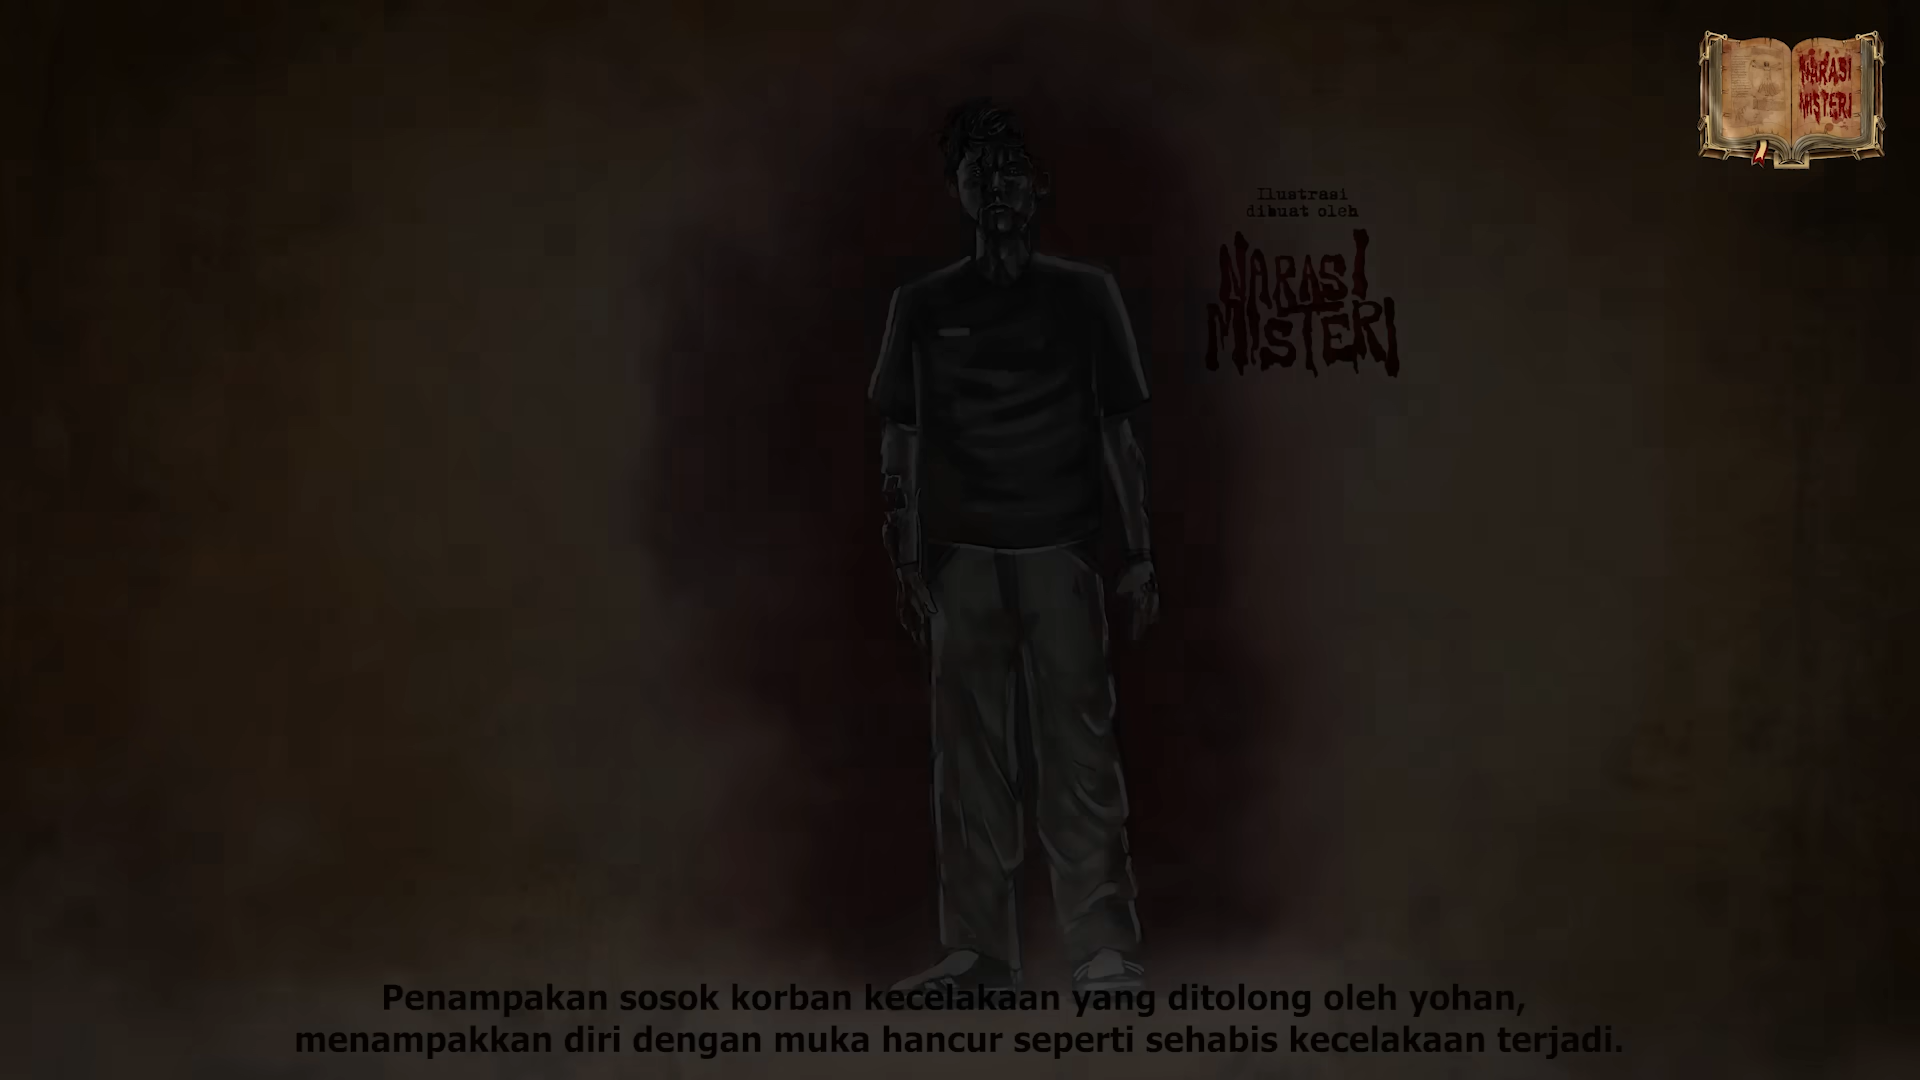 NARASI
MISTERI
Ilustrasi
dibuat oleh
NARASI
MISTERI
Penampakan sosok korban kecelakaan yang ditolong oleh yohan,
menampakkan diri dengan muka hancur seperti sehabis kecelakaan terjadi.